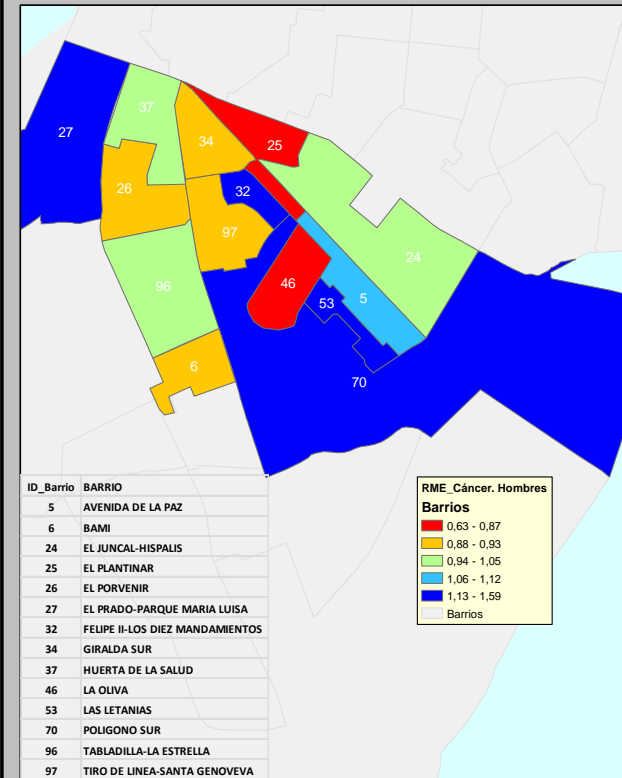 27
37
34
25
26
32
97
24
96
46
53
5
6
70
ID_Barrio BARRIO
5 AVENIDA DE LA PAZ
6 BAMI
24 EL JUNCAL-HISPALIS
25 EL PLANTINAR
26 EL PORVENIR
27 EL PRADO-PARQUE MARIA LUISA
32 FELIPE II-LOS DIEZ MANDAMIENTOS
34 GIRALDA SUR
37 HUERTA DE LA SALUD
46 LA OLIVA
53 LAS LETANIAS
70 POLIGONO SUR
96 TABLADILLA-LA ESTRELLA
97 TIRO DE LINEA-SANTA GENOVEVA
RME_Cáncer. Hombres
Barrios
0,63 - 0,87
0,88 - 0,93
0,94 - 1,05
1,06 - 1,12
1,13 - 1,59
Barrios